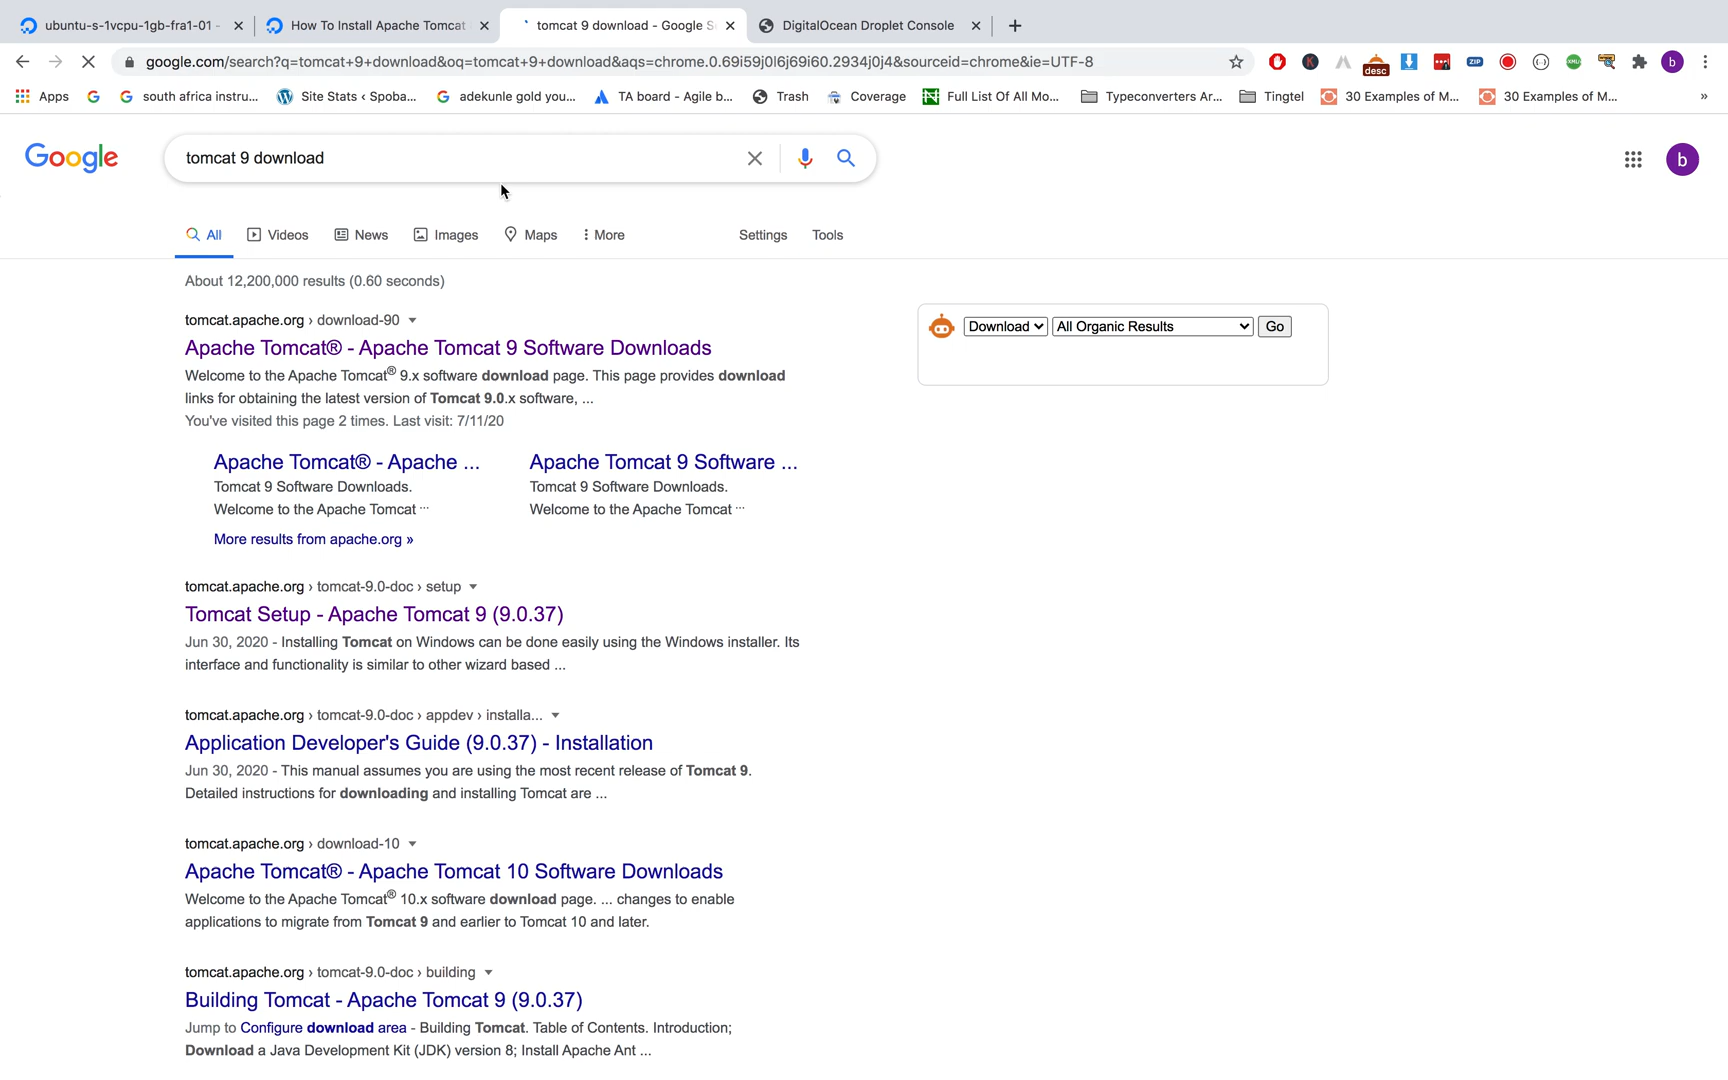 ubuntu-s-1vcpu-1gb-fra1-01 -
How To Install Apache Tomcat
tomcat 9 download - Google S
DigitalOcean Droplet Console
google.com/search?q=tomcat+9+download&oq=tomcat+9+download&aqs=chrome.0.69i59j0l6j69i60.2934j0j4&sourceid=chrome&ie=UTF-8
desc
ZIP
b
Apps
south africa instru...
Site Stats ‹ Spoba...
adekunle gold you...
TA board - Agile b...
Trash
Coverage
Full List Of All Mo...
Typeconverters Ar...
Tingtel
30 Examples of M...
30 Examples of M...
»
Google
tomcat 9 download
b
All
Videos
News
Images
Maps
More
Settings
Tools
About 12,200,000 results (0.60 seconds)
tomcat.apache.org › download-90
Apache Tomcat® - Apache Tomcat 9 Software Downloads
Welcome to the Apache Tomcat® 9.x software download page. This page provides download
links for obtaining the latest version of Tomcat 9.0.x software, ...
You've visited this page 2 times. Last visit: 7/11/20
Download
All Organic Results
Go
Apache Tomcat® - Apache ...
Tomcat 9 Software Downloads.
Welcome to the Apache Tomcat ...
Apache Tomcat 9 Software ...
Tomcat 9 Software Downloads.
Welcome to the Apache Tomcat ...
More results from apache.org »
tomcat.apache.org › tomcat-9.0-doc › setup
Tomcat Setup - Apache Tomcat 9 (9.0.37)
Jun 30, 2020 - Installing Tomcat on Windows can be done easily using the Windows installer. Its
interface and functionality is similar to other wizard based ...
tomcat.apache.org › tomcat-9.0-doc › appdev › installa...
Application Developer's Guide (9.0.37) - Installation
Jun 30, 2020 - This manual assumes you are using the most recent release of Tomcat 9.
Detailed instructions for downloading and installing Tomcat are ...
tomcat.apache.org › download-10
Apache Tomcat® - Apache Tomcat 10 Software Downloads
Welcome to the Apache Tomcat® 10.x software download page. ... changes to enable
applications to migrate from Tomcat 9 and earlier to Tomcat 10 and later.
tomcat.apache.org › tomcat-9.0-doc › building
Building Tomcat - Apache Tomcat 9 (9.0.37)
Jump to Configure download area - Building Tomcat. Table of Contents. Introduction;
Download a Java Development Kit (JDK) version 8; Install Apache Ant ...